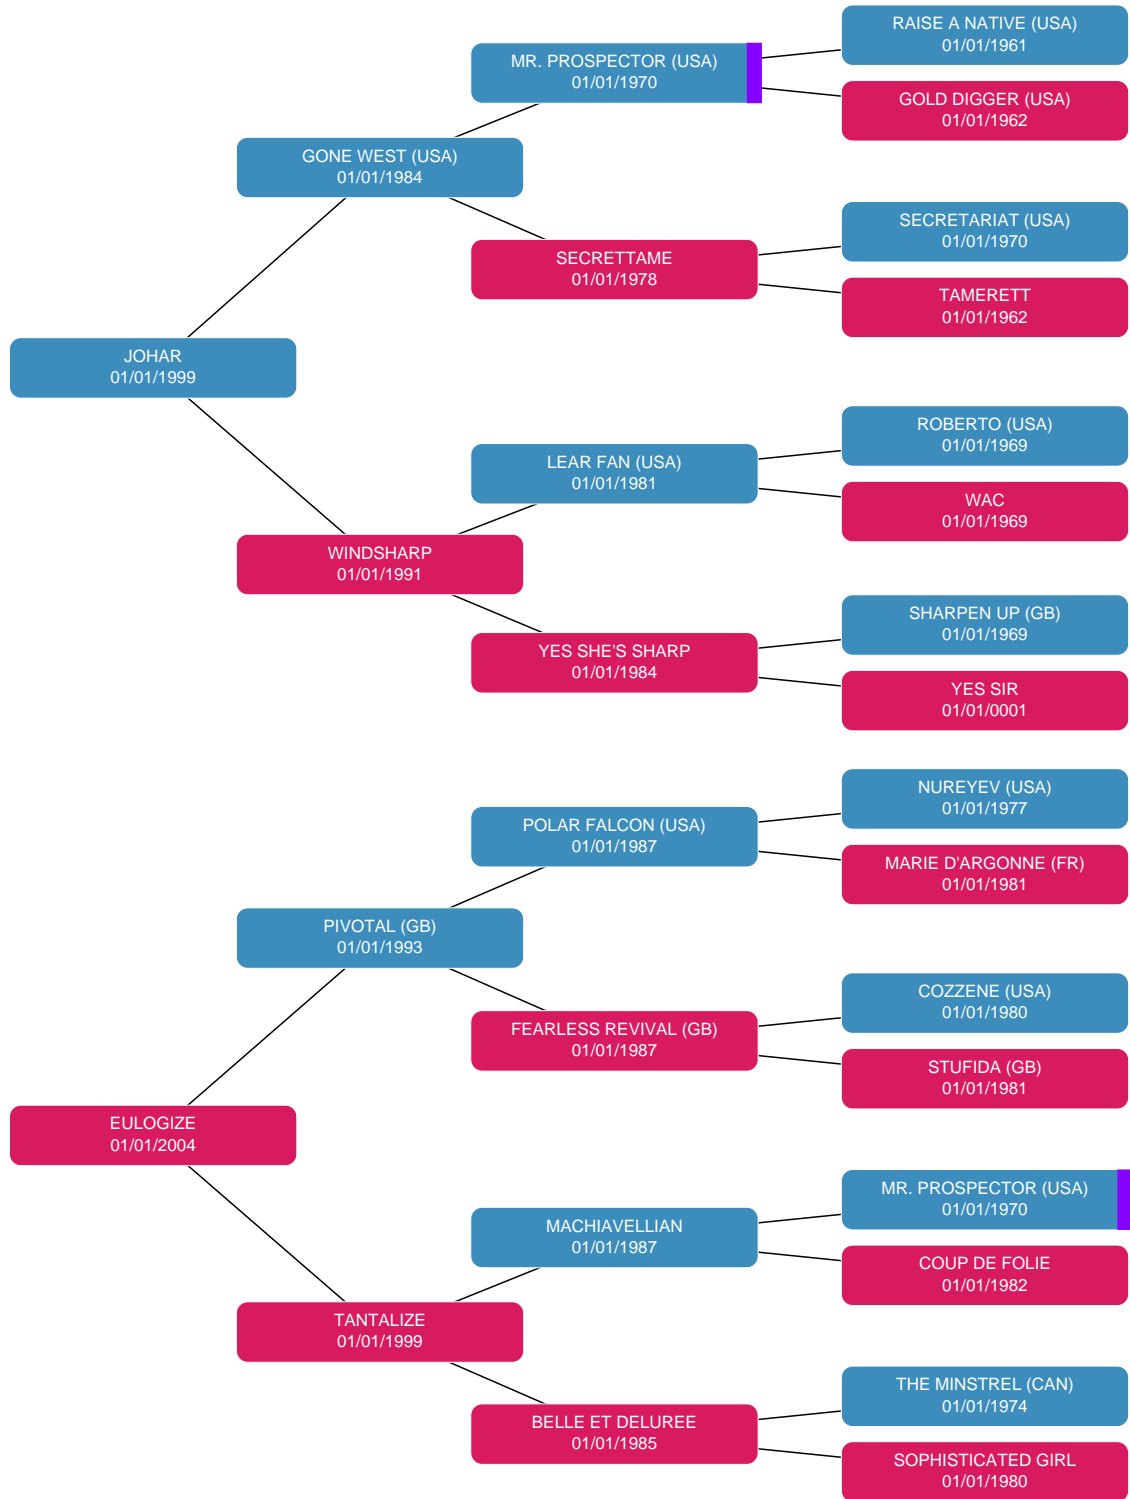 RAISE A NATIVE (USA)
01/01/1961
MR. PROSPECTOR (USA)
01/01/1970
GOLD DIGGER (USA)
01/01/1962
GONE WEST (USA)
01/01/1984
SECRETARIAT (USA)
01/01/1970
SECRETTAME
01/01/1978
TAMERETT
01/01/1962
JOHAR
01/01/1999
ROBERTO (USA)
01/01/1969
LEAR FAN (USA)
01/01/1981
WAC
01/01/1969
WINDSHARP
01/01/1991
SHARPEN UP (GB)
01/01/1969
YES SHE'S SHARP
01/01/1984
YES SIR
01/01/0001
NUREYEV (USA)
01/01/1977
POLAR FALCON (USA)
01/01/1987
MARIE D'ARGONNE (FR)
01/01/1981
PIVOTAL (GB)
01/01/1993
COZZENE (USA)
01/01/1980
FEARLESS REVIVAL (GB)
01/01/1987
STUFIDA (GB)
01/01/1981
EULOGIZE
01/01/2004
MR. PROSPECTOR (USA)
01/01/1970
MACHIAVELLIAN
01/01/1987
COUP DE FOLIE
01/01/1982
TANTALIZE
01/01/1999
THE MINSTREL (CAN)
01/01/1974
BELLE ET DELUREE
01/01/1985
SOPHISTICATED GIRL
01/01/1980